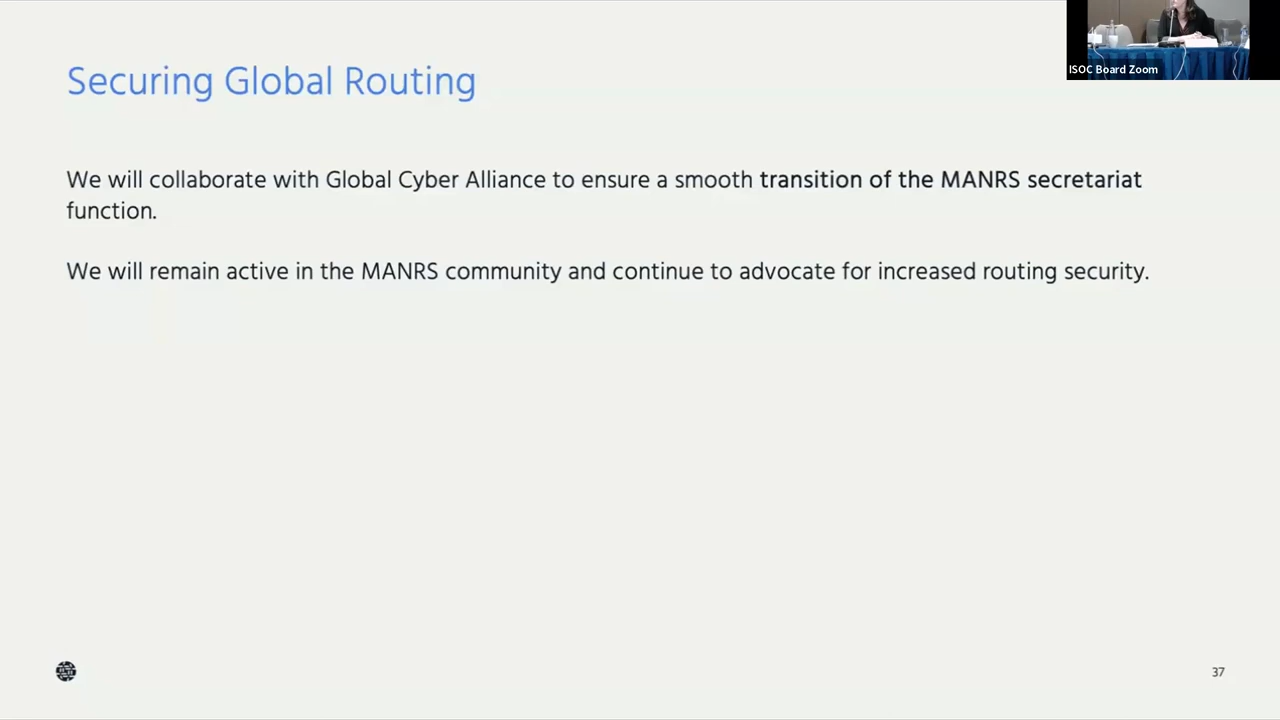 ISOC Board Zoom
Securing Global Routing
We will collaborate with Global Cyber Alliance to ensure a smooth transition of the MANRS secretariat
function.
We will remain active in the MANRS community and continue to advocate for increased routing security.
37